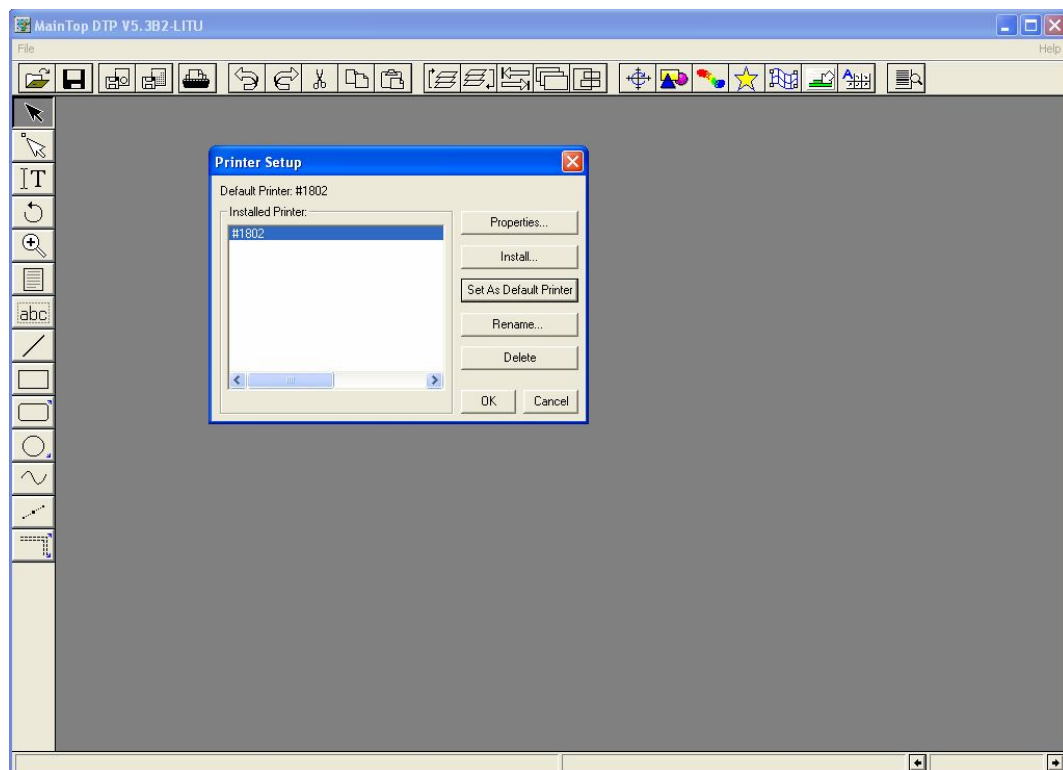 MainTop DTP V5.3B2-LITU
File Help
T
abc
A
Printer Setup
Default Printer: #1802
Installed Printer:
#1802
Properties...
Install...
Set As Default Printer
Rename...
Delete
OK Cancel